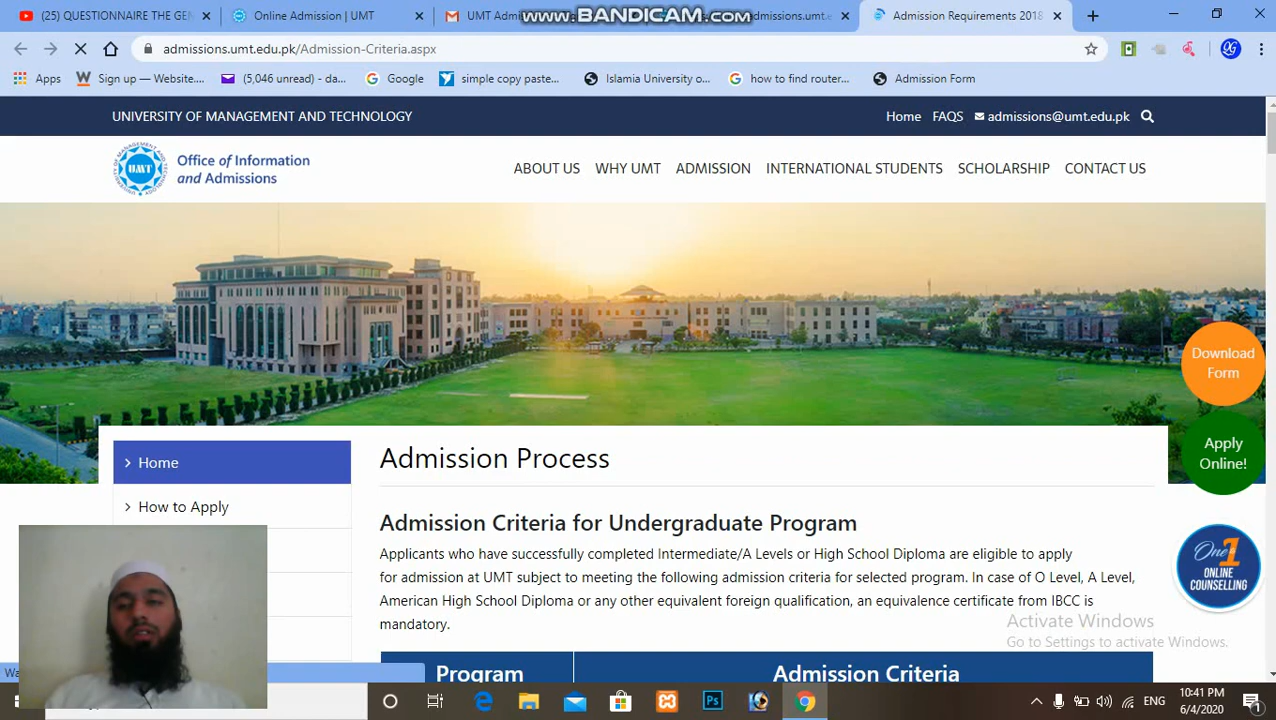 (25) QUESTIONNAIRE THE GEN
Online Admission | UMT
www.BANDICAM.com
Admission Requirements 2018
admissions.umt.edu.pk/Admission-Criteria.aspx
Apps
Sign up — Website....
(5,046 unread) - da...
Google
simple copy paste...
Islamia University o...
how to find router...
Admission Form
UNIVERSITY OF MANAGEMENT AND TECHNOLOGY
Home
FAQS
admissions@umt.edu.pk
UMT
Office of Information
and Admissions
ABOUT US
WHY UMT
ADMISSION
INTERNATIONAL STUDENTS
SCHOLARSHIP
CONTACT US
Download
Form
Apply
Online!
Home
How to Apply
Admission Process
Admission Criteria for Undergraduate Program
Applicants who have successfully completed Intermediate/A Levels or High School Diploma are eligible to apply
for admission at UMT subject to meeting the following admission criteria for selected program. In case of O Level, A Level,
American High School Diploma or any other equivalent foreign qualification, an equivalence certificate from IBCC is
mandatory.
Program
Admission Criteria
One 1
ONLINE
COUNSELLING
Activate Windows
Go to Settings to activate Windows.
ENG
10:41 PM
6/4/2020